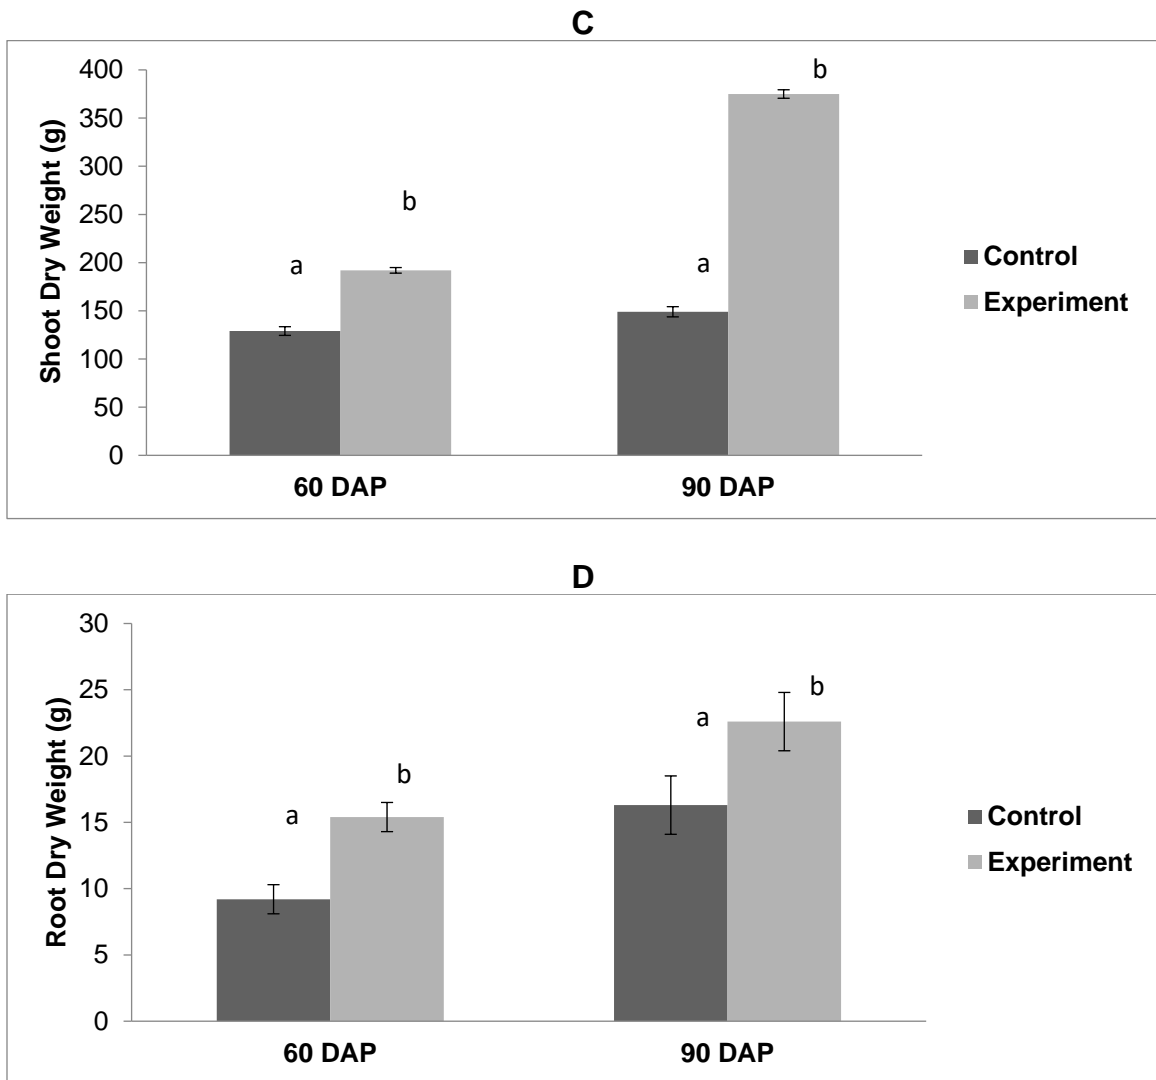 C
Shoot Dry Weight (g)
400
350
300
250
200
150
100
50
0
a
b
a
b
60 DAP
90 DAP
Control
Experiment
D
Root Dry Weight (g)
30
25
20
15
10
5
0
a
b
a
b
60 DAP
90 DAP
Control
Experiment